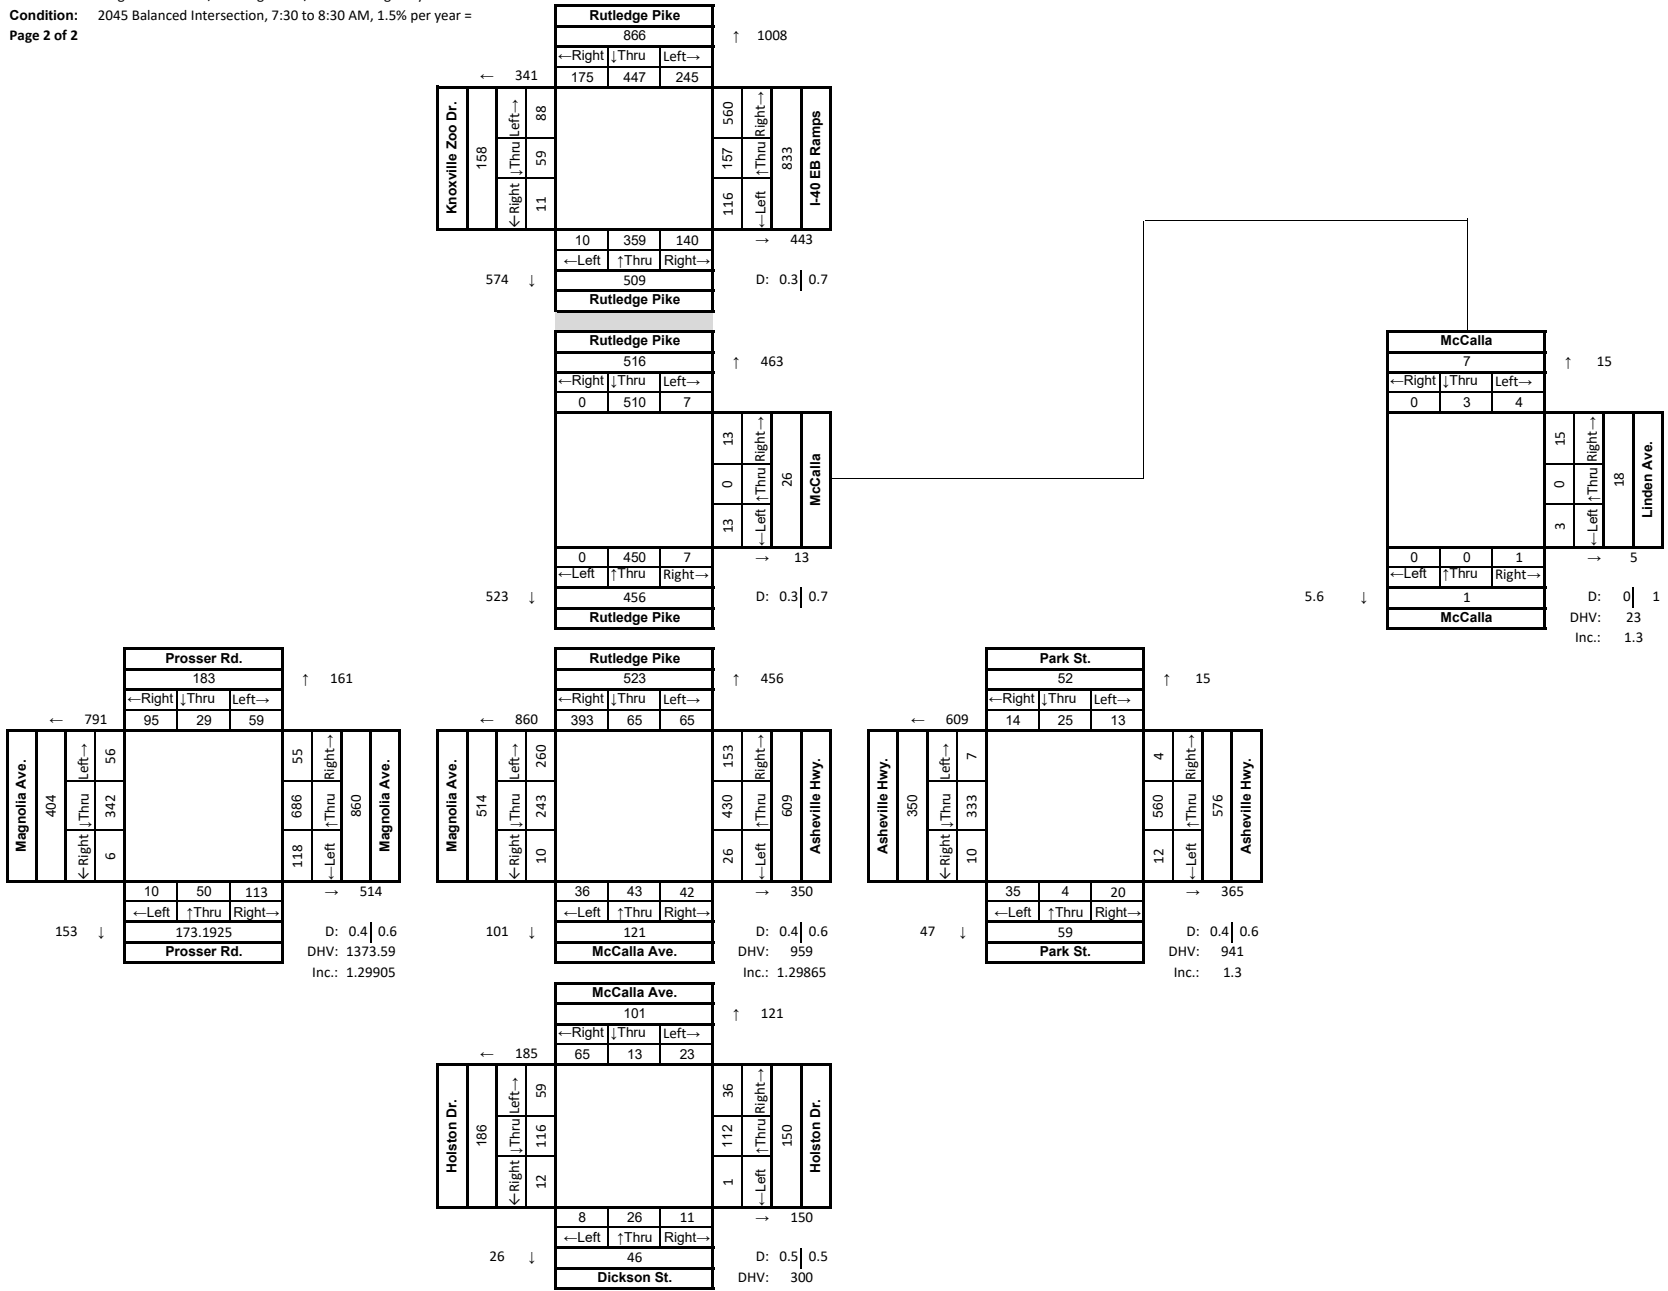 Condition: 2045 Balanced Intersection, 7:30 to 8:30 AM, 1.5% per year =
Page 2 of 2
Rutledge Pike
866 ↑ 1008
←Right ↓Thru Left→
← 341 175 447 245
Knoxville Zoo Dr.
158
←Right ↓Thru Left→
11 59 88
116 157 560
←Left ↑Thru Right→
833
I-40 EB Ramps
10 359 140 → 443
←Left ↑Thru Right→
574 ↓ 509 D: 0.3 0.7
Rutledge Pike
Rutledge Pike
516 ↑ 463
←Right ↓Thru Left→
0 510 7
13 0 13
←Left ↑Thru Right→
26
McCalla
0 450 7 → 13
←Left ↑Thru Right→
523 ↓ 456 D: 0.3 0.7
Rutledge Pike
McCalla
7 ↑ 15
←Right ↓Thru Left→
0 3 4
3 0 15
←Left ↑Thru Right→
18
Linden Ave.
0 0 1 → 5
←Left ↑Thru Right→
5.6 ↓ 1 D: 0 1
McCalla DHV: 23
Inc.: 1.3
Prosser Rd.
183 ↑ 161
←Right ↓Thru Left→
← 791 95 29 59
Magnolia Ave.
404
←Right ↓Thru Left→
6 342 56
118 686 55
←Left ↑Thru Right→
860
Magnolia Ave.
10 50 113 → 514
←Left ↑Thru Right→
153 ↓ 173.1925 D: 0.4 0.6
Prosser Rd. DHV: 1373.59
Inc.: 1.29905
Rutledge Pike
523 ↑ 456
←Right ↓Thru Left→
← 860 393 65 65
Magnolia Ave.
514
←Right ↓Thru Left→
10 243 260
26 430 153
←Left ↑Thru Right→
609
Asheville Hwy.
36 43 42 → 350
←Left ↑Thru Right→
101 ↓ 121 D: 0.4 0.6
McCalla Ave. DHV: 959
Inc.: 1.29865
Park St.
52 ↑ 15
←Right ↓Thru Left→
← 609 14 25 13
Asheville Hwy.
350
←Right ↓Thru Left→
10 333 7
12 560 4
←Left ↑Thru Right→
576
Asheville Hwy.
35 4 20 → 365
←Left ↑Thru Right→
47 ↓ 59 D: 0.4 0.6
Park St. DHV: 941
Inc.: 1.3
McCalla Ave.
101 ↑ 121
←Right ↓Thru Left→
← 185 65 13 23
Holston Dr.
186
←Right ↓Thru Left→
12 116 59
1 112 36
←Left ↑Thru Right→
150
Holston Dr.
8 26 11 → 150
←Left ↑Thru Right→
26 ↓ 46 D: 0.5 0.5
Dickson St. DHV: 300